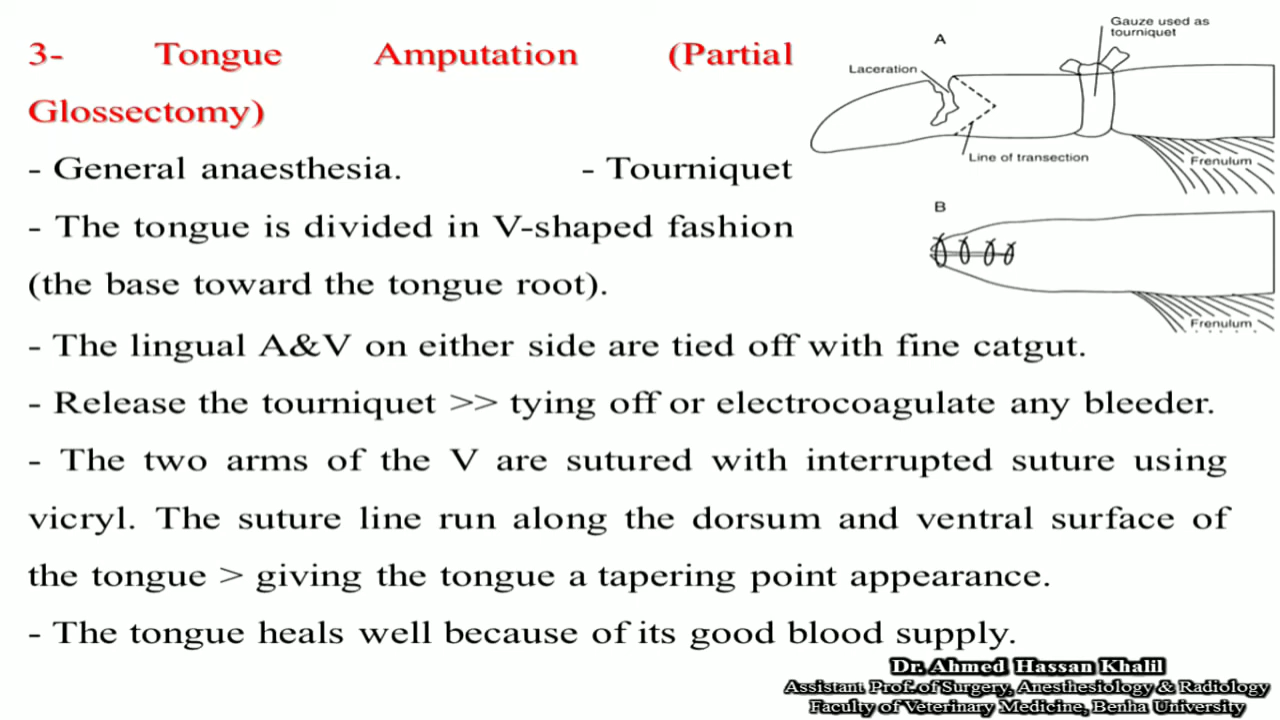 3- Tongue Amputation (Partial
Glossectomy)
- General anaesthesia. - Tourniquet
- The tongue is divided in V-shaped fashion
(the base toward the tongue root).
- The lingual A&V on either side are tied off with fine catgut.
- Release the tourniquet >> tying off or electrocoagulate any bleeder.
- The two arms of the V are sutured with interrupted suture using
vicryl. The suture line run along the dorsum and ventral surface of
the tongue > giving the tongue a tapering point appearance.
- The tongue heals well because of its good blood supply.
Gauze used as
tourniquet
A
Laceration
Line of transection
Frenulum
B
Frenulum
Dr. Ahmed Hassan Khalil
Assistant Prof.of Surgery, Anesthesiology & Radiology
Faculty of Veterinary Medicine, Benha University